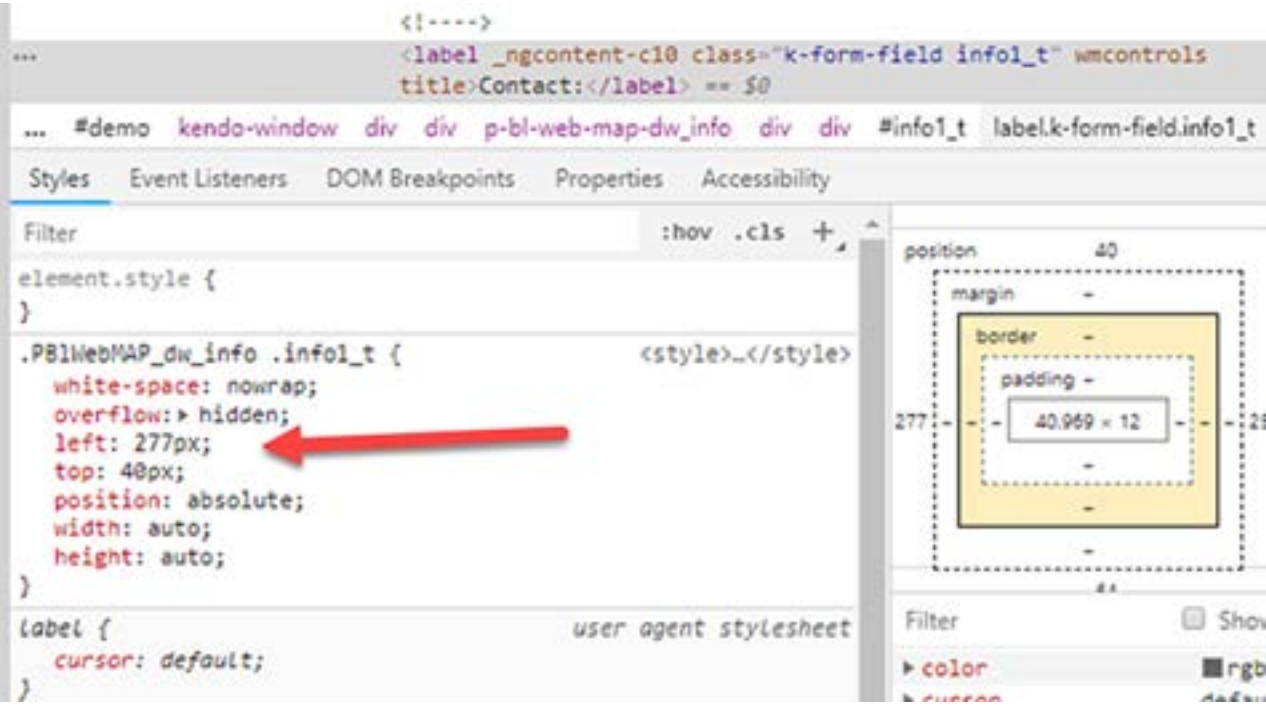 <!---->
... <label _ngcontent-c10 class="k-form-field info1_t" wmcontrols
title>Contact:</label> == $0
... #demo kendo-window div div p-bl-web-map-dw_info div div #info1_t label.k-form-field.info1_t
Styles Event Listeners DOM Breakpoints Properties Accessibility
Filter :hov .cls +
element.style {
}
.PBlWebMAP_dw_info .info1_t { <style>…</style>
white-space: nowrap;
overflow:▶ hidden;
left: 277px;
top: 40px;
position: absolute;
width: auto;
height: auto;
}
label { user agent stylesheet
cursor: default;
}
position 40
margin -
border -
padding -
277 - - - 40.969 × 12 - - -
-
-
-
Filter Show
▶ color rgb
▶ cursor